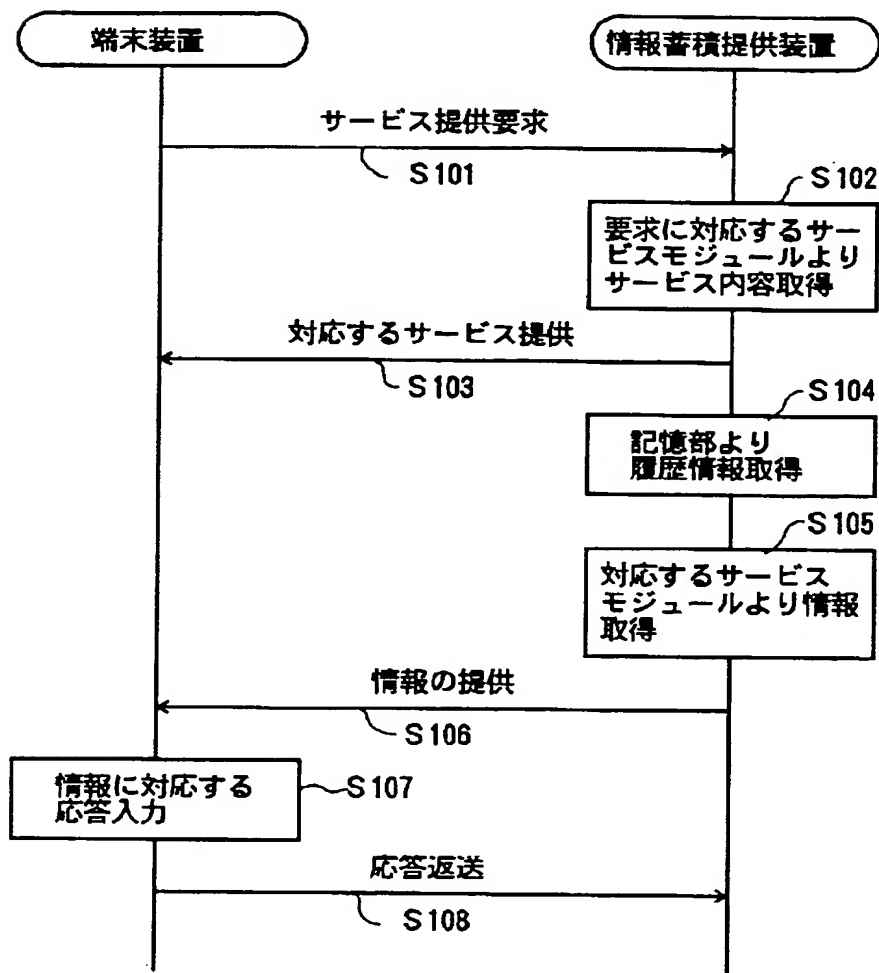 端末装置
情報蓄積提供装置
サービス提供要求
S101
S102
要求に対応するサー
ビスモジュールより
サービス内容取得
対応するサービス提供
S103
S104
記憶部より
履歴情報取得
S105
対応するサービス
モジュールより情報
取得
情報の提供
S106
情報に対応する
応答入力
S107
応答返送
S108